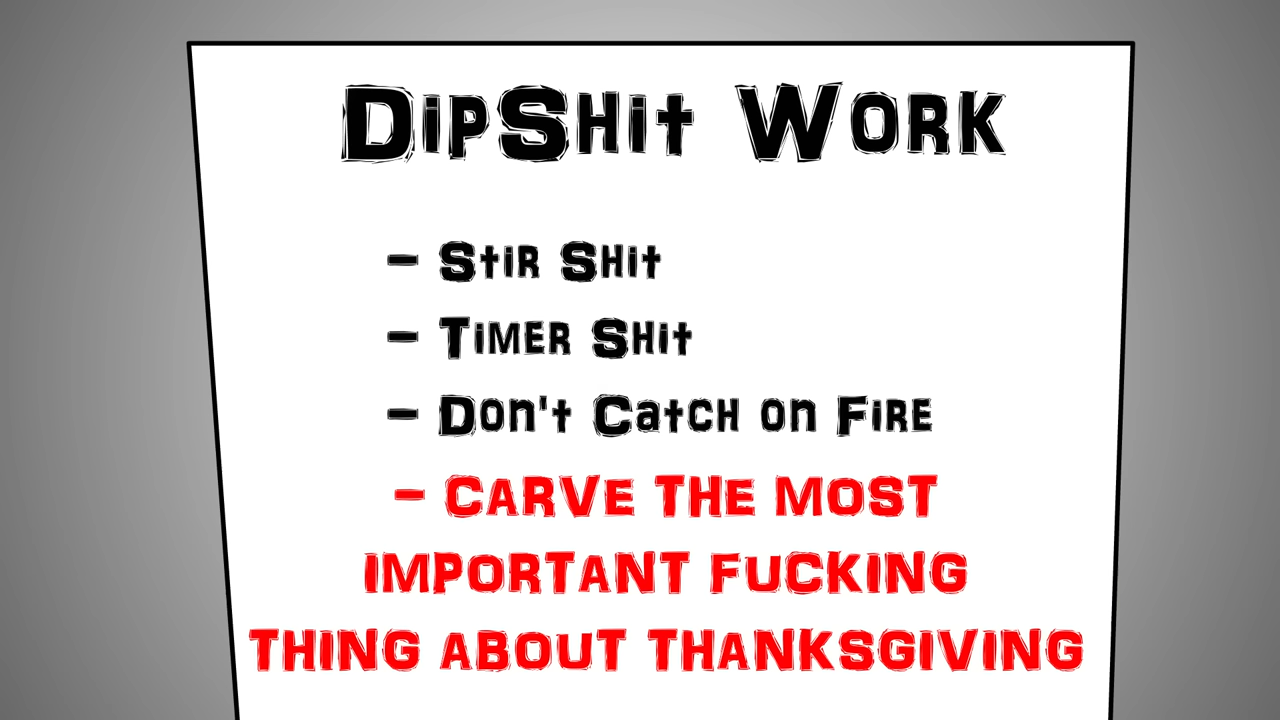 DipShit Work
- Stir Shit
- Timer Shit
- Don't Catch on Fire
- CARVE THE MOST
IMPORTANT FUCKING
THING ABOUT THANKSGIVING